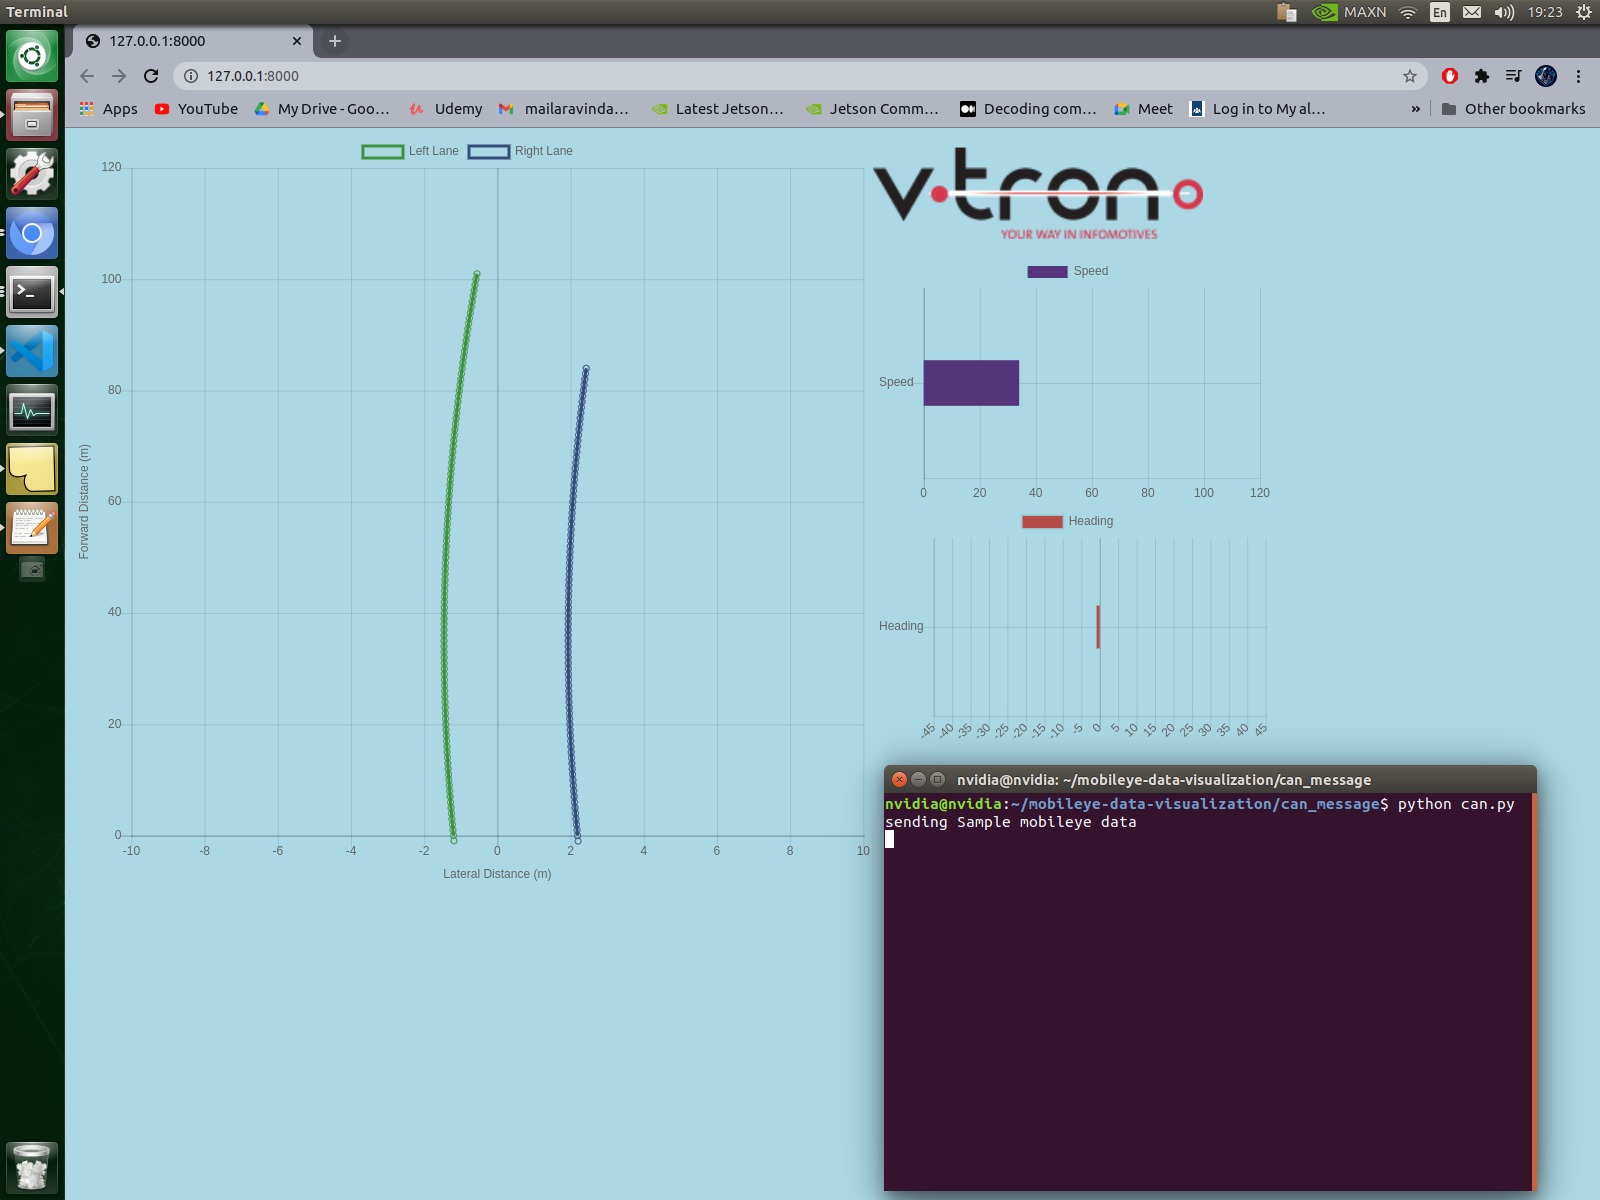 Terminal
MAXN
En
19:23
127.0.0.1:8000
127.0.0.1:8000
Apps
YouTube
My Drive - Goo...
Udemy
mailaravinda...
Latest Jetson...
Jetson Comm...
Decoding com...
Meet
Log in to My al...
»
Other bookmarks
Left Lane
Right Lane
120
100
80
60
40
20
0
-10
-8
-6
-4
-2
0
2
4
6
8
10
Forward Distance (m)
Lateral Distance (m)
v·tron
YOUR WAY IN INFOMOTIVES
Speed
Speed
0
20
40
60
80
100
120
Heading
Heading
-45
-40
-35
-30
-25
-20
-15
-10
-5
0
5
10
15
20
25
30
35
40
45
nvidia@nvidia: ~/mobileye-data-visualization/can_message
nvidia@nvidia:~/mobileye-data-visualization/can_message$ python can.py
sending Sample mobileye data